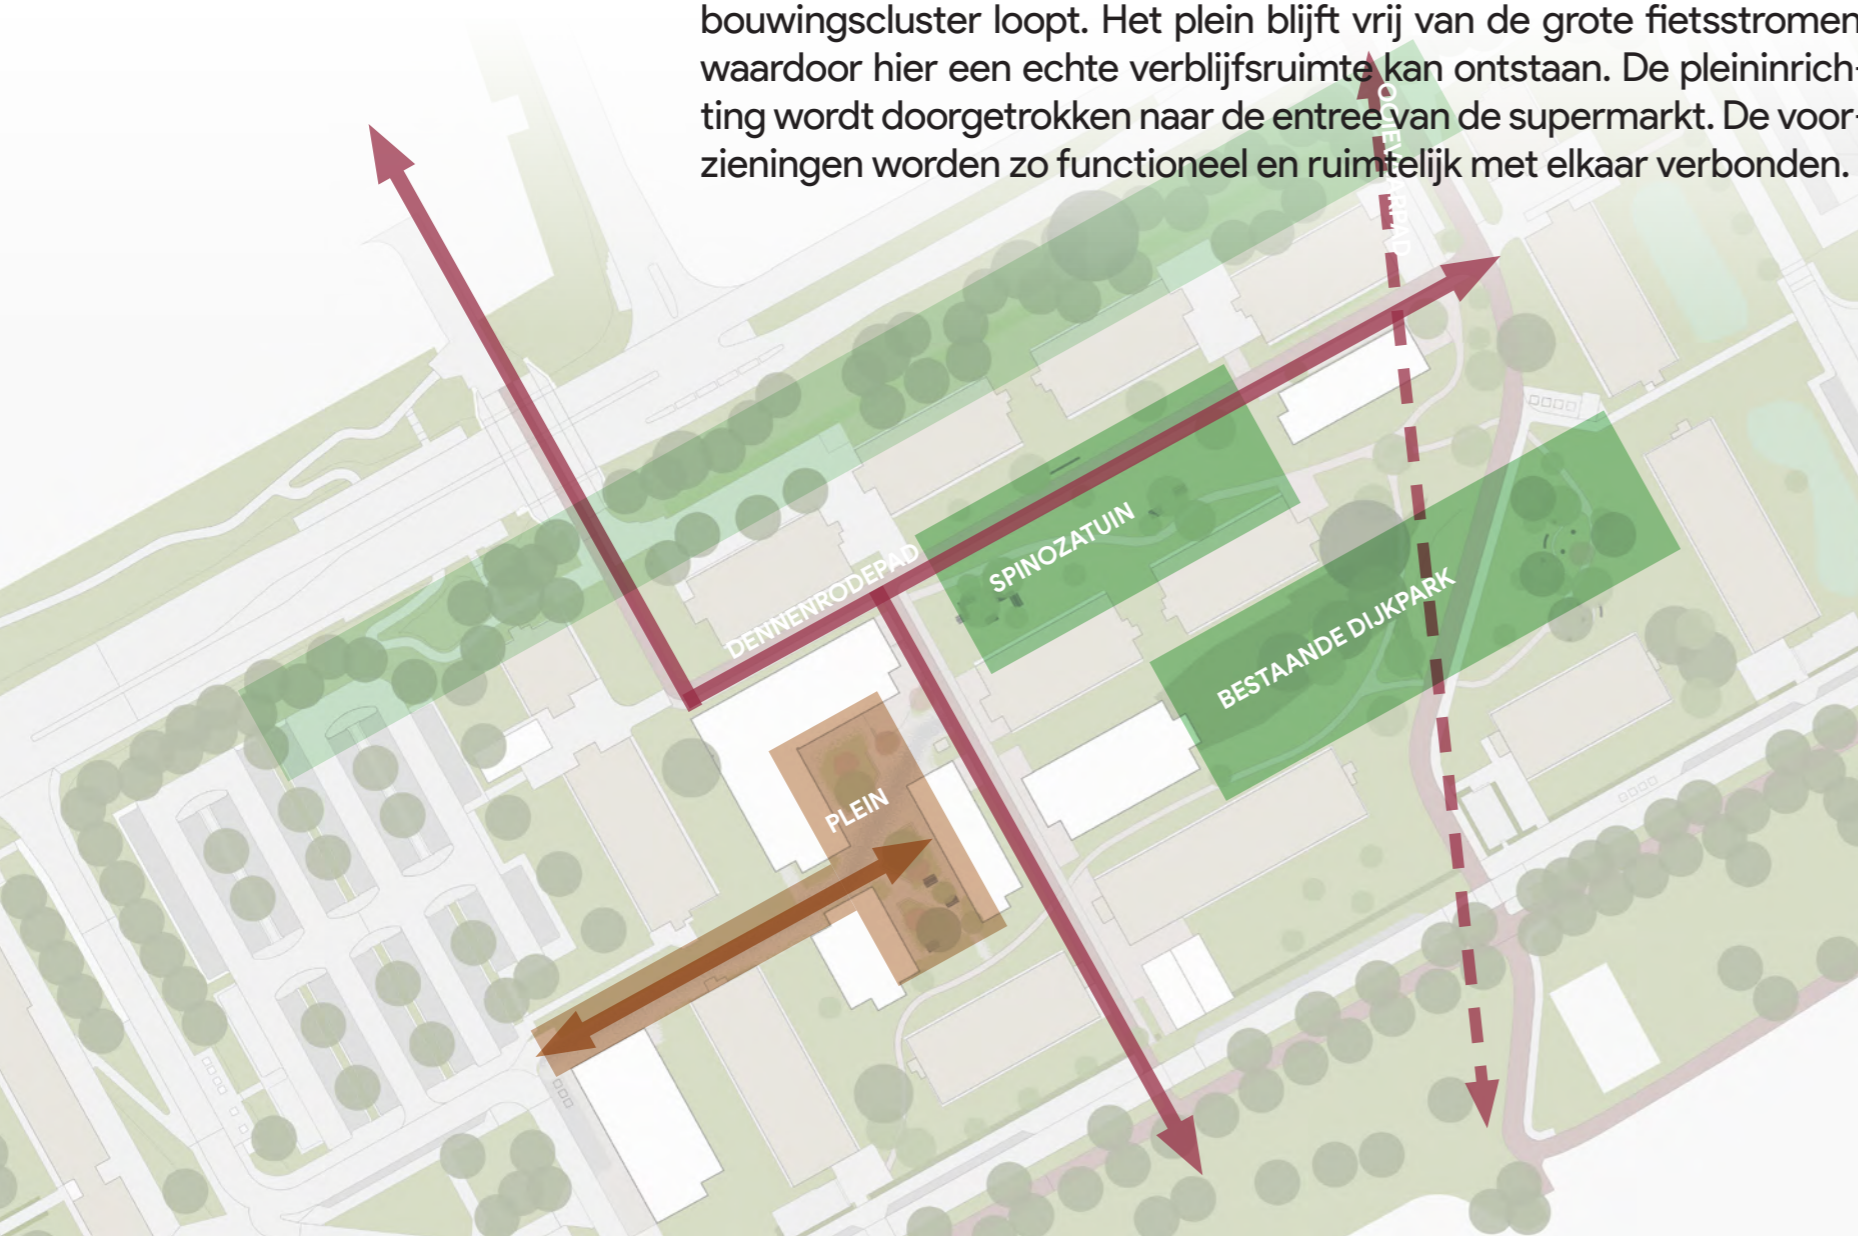 bouwingscluster loopt. Het plein blijft vrij van de grote fietsstromen
waardoor hier een echte verblijfsruimte kan ontstaan. De pleininrich-
ting wordt doorgetrokken naar de entree van de supermarkt. De voor-
zieningen worden zo functioneel en ruimtelijk met elkaar verbonden.
DENNENRODEPAD
SPINOZATUIN
BESTAANDE DIJKPARK
PLEIN